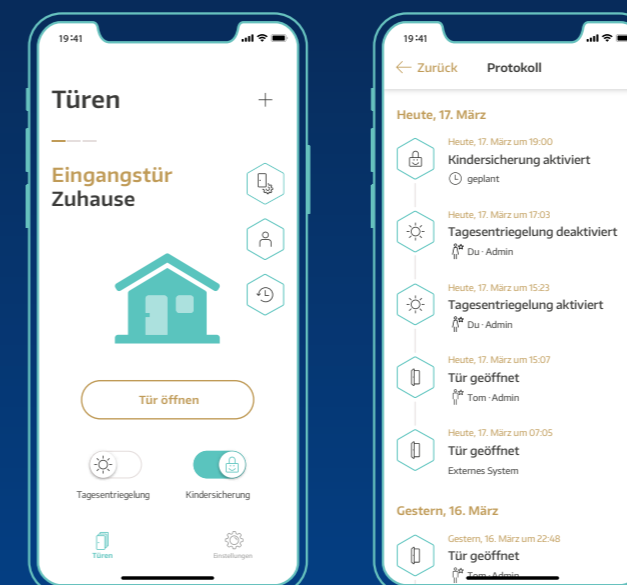 19:41
Türen
Eingangstür
Zuhause
Tür öffnen
Tagesentriegelung
Kindersicherung
Türen
Einstellungen
19:41
Zurück
Protokoll
Heute, 17. März
Heute, 17. März um 19:00
Kindersicherung aktiviert
geplant
Heute, 17. März um 17:03
Tagesentriegelung deaktiviert
Du · Admin
Heute, 17. März um 15:23
Tagesentriegelung aktiviert
Du · Admin
Heute, 17. März um 15:07
Tür geöffnet
Tom · Admin
Heute, 17. März um 07:05
Tür geöffnet
Externes System
Gestern, 16. März
Gestern, 16. März um 22:48
Tür geöffnet
Tom · Admin